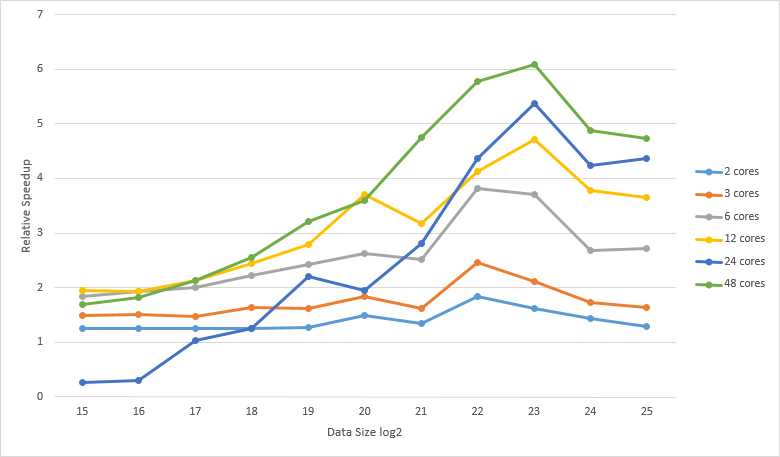 7
6
5
4
3
2
1
0
Relative Speedup
15 16 17 18 19 20 21 22 23 24 25
Data Size log2
2 cores
3 cores
6 cores
12 cores
24 cores
48 cores